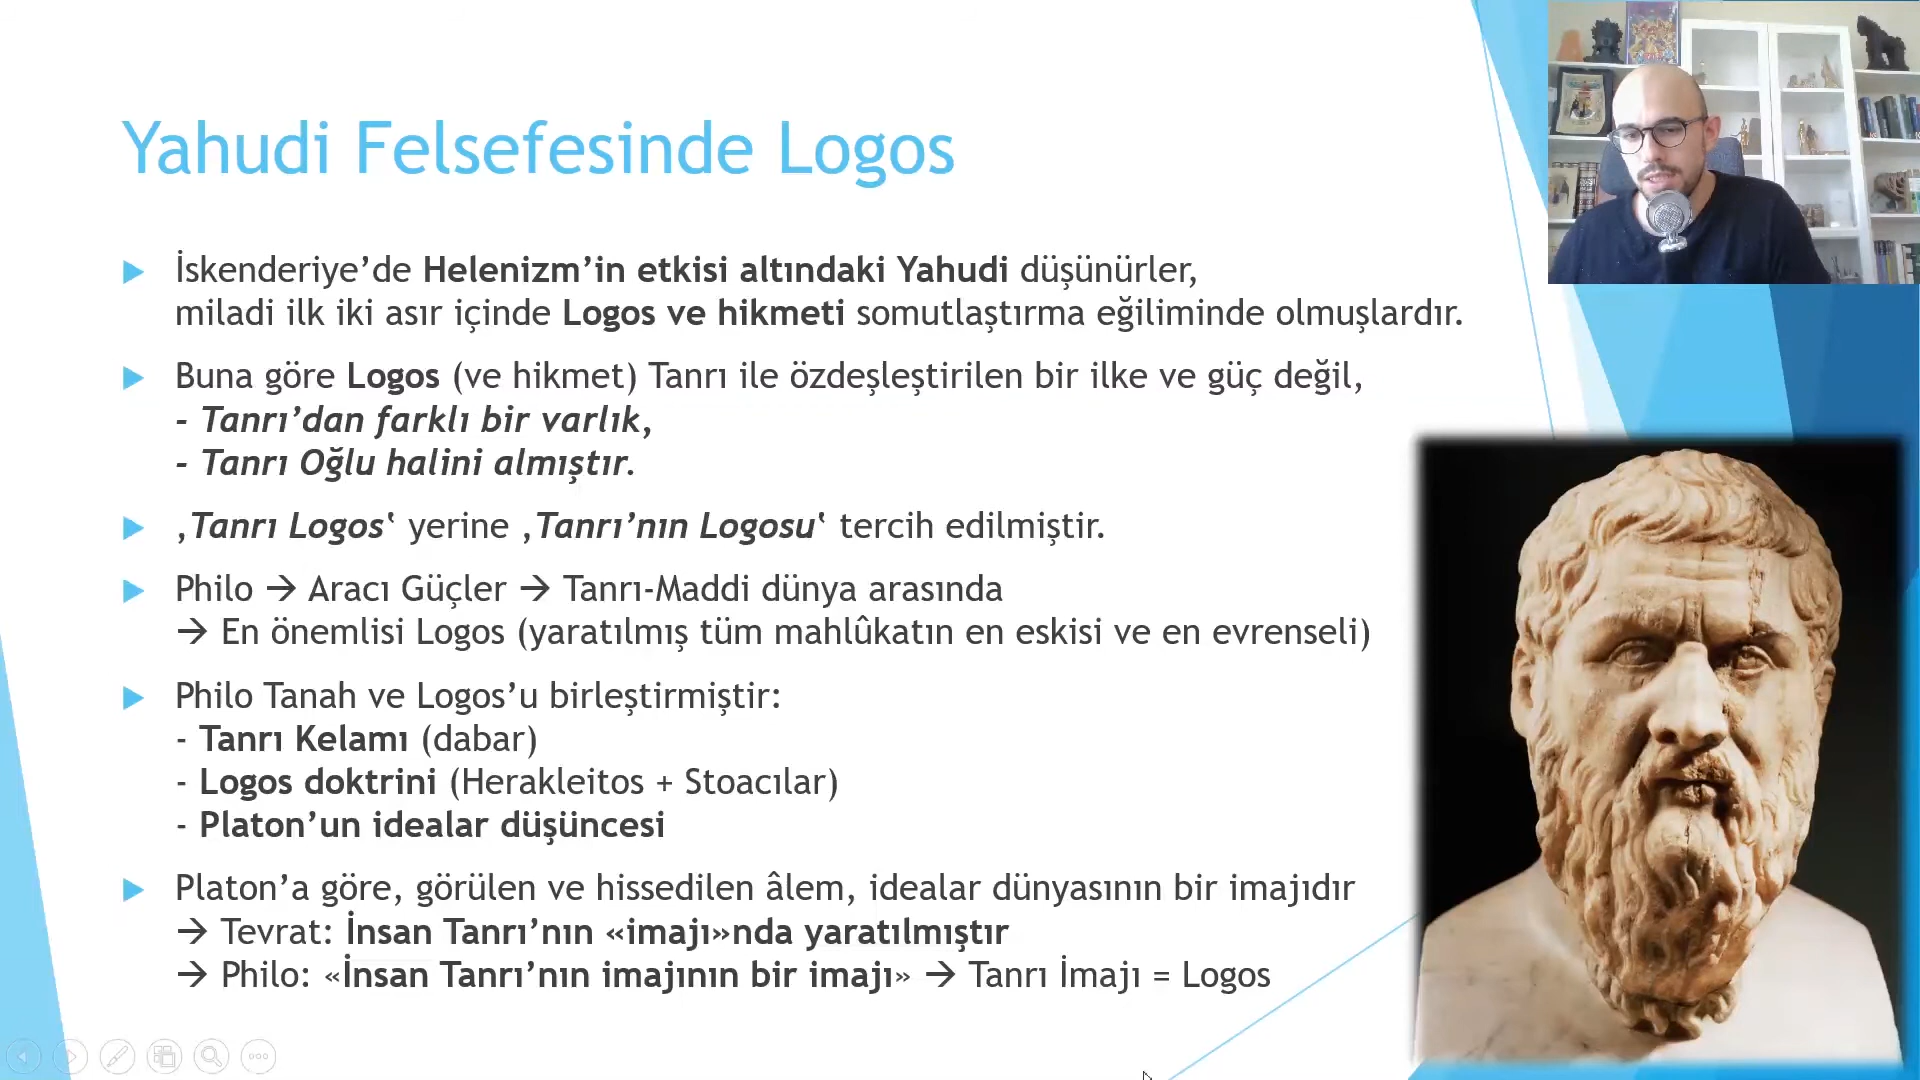 Yahudi Felsefesinde Logos
İskenderiye’de Helenizm’in etkisi altındaki Yahudi düşünürler,
miladi ilk iki asır içinde Logos ve hikmeti somutlaştırma eğiliminde olmuşlardır.
Buna göre Logos (ve hikmet) Tanrı ile özdeşleştirilen bir ilke ve güç değil,
- Tanrı’dan farklı bir varlık,
- Tanrı Oğlu halini almıştır.
‚Tanrı Logos‛ yerine ‚Tanrı’nın Logosu‛ tercih edilmiştir.
Philo → Aracı Güçler → Tanrı-Maddi dünya arasında
→ En önemlisi Logos (yaratılmış tüm mahlûkatın en eskisi ve en evrenseli)
Philo Tanah ve Logos’u birleştirmiştir:
- Tanrı Kelamı (dabar)
- Logos doktrini (Herakleitos + Stoacılar)
- Platon’un idealar düşüncesi
Platon’a göre, görülen ve hissedilen âlem, idealar dünyasının bir imajıdır
→ Tevrat: İnsan Tanrı’nın «imajı»nda yaratılmıştır
→ Philo: «İnsan Tanrı’nın imajının bir imajı» → Tanrı İmajı = Logos